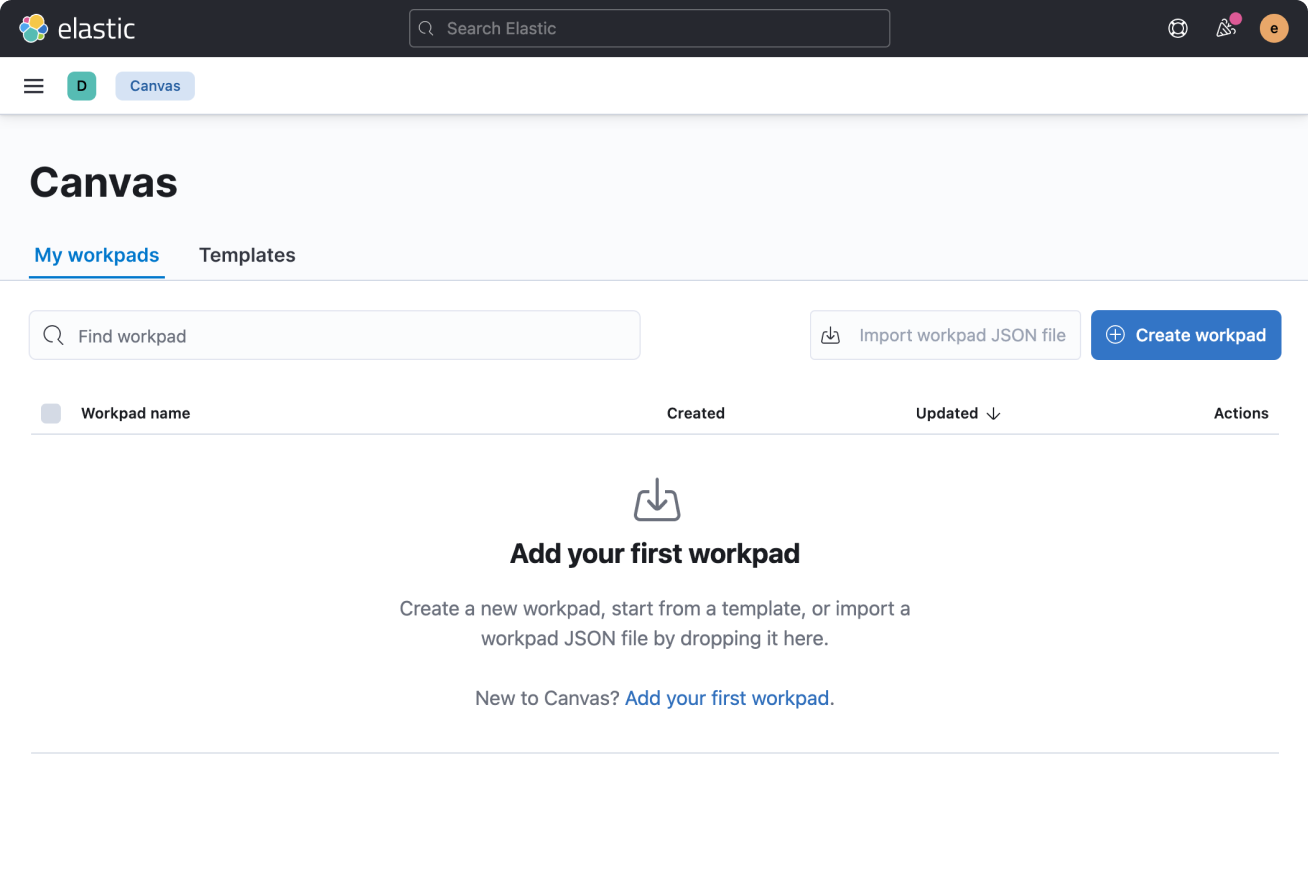 elastic
Search Elastic
e
D
Canvas
Canvas
My workpads
Templates
Find workpad
Import workpad JSON file
Create workpad
Workpad name
Created
Updated
Actions
Add your first workpad
Create a new workpad, start from a template, or import a
workpad JSON file by dropping it here.
New to Canvas? Add your first workpad.